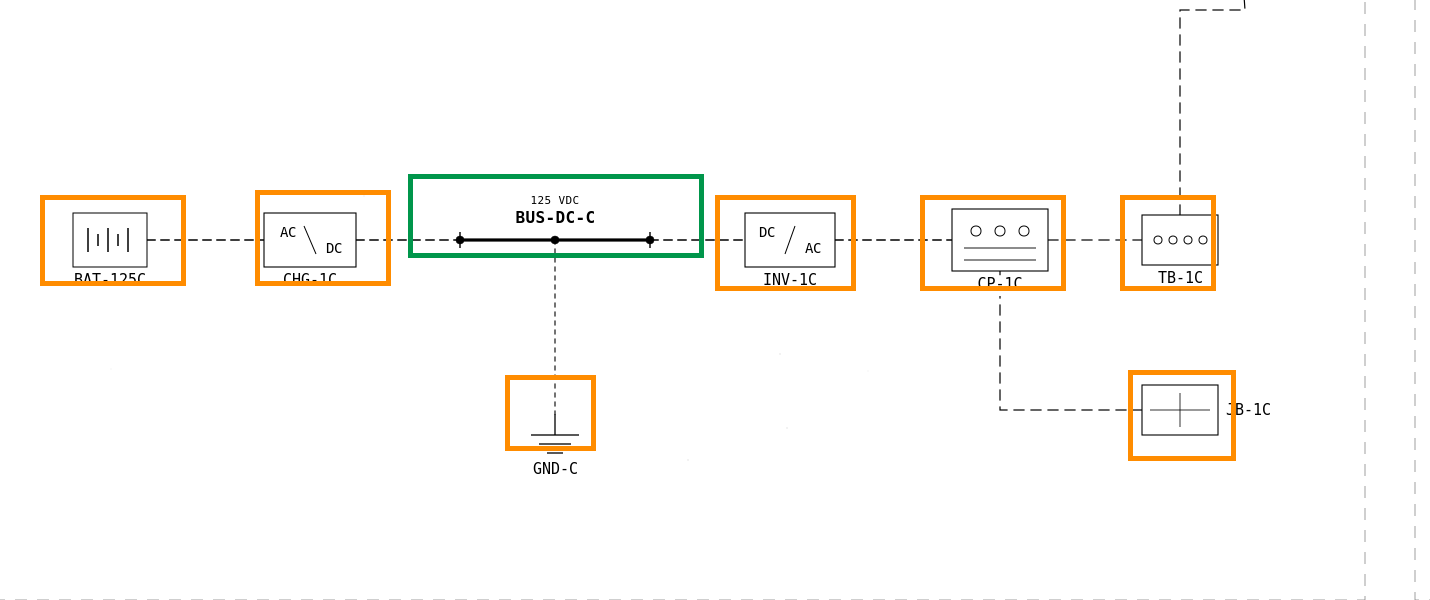 125 VDC
BUS-DC-C
AC
DC
DC
AC
BAT-125C
CHG-1C
INV-1C
CP-1C
TB-1C
JB-1C
GND-C